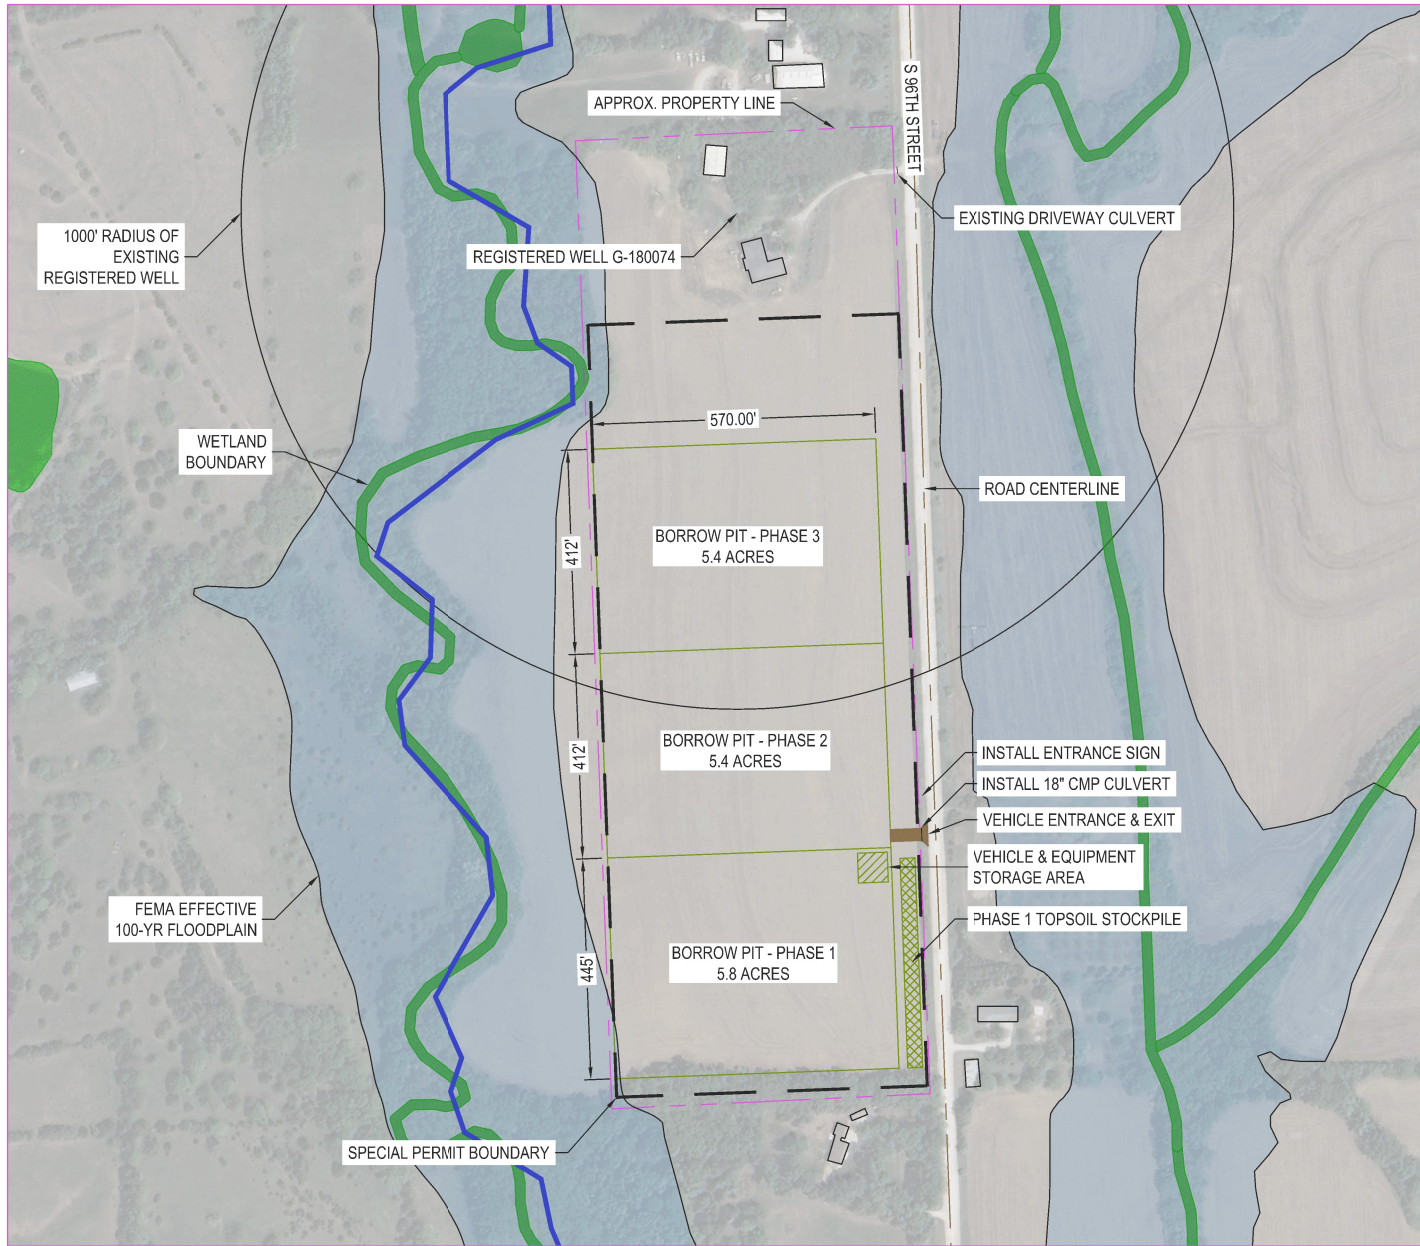 APPROX. PROPERTY LINE
S 96TH STREET
EXISTING DRIVEWAY CULVERT
1000' RADIUS OF
EXISTING
REGISTERED WELL
REGISTERED WELL G-180074
570.00'
WETLAND
BOUNDARY
ROAD CENTERLINE
412'
BORROW PIT - PHASE 3
5.4 ACRES
412'
BORROW PIT - PHASE 2
5.4 ACRES
INSTALL ENTRANCE SIGN
INSTALL 18" CMP CULVERT
VEHICLE ENTRANCE & EXIT
VEHICLE & EQUIPMENT
STORAGE AREA
FEMA EFFECTIVE
100-YR FLOODPLAIN
PHASE 1 TOPSOIL STOCKPILE
445'
BORROW PIT - PHASE 1
5.8 ACRES
SPECIAL PERMIT BOUNDARY